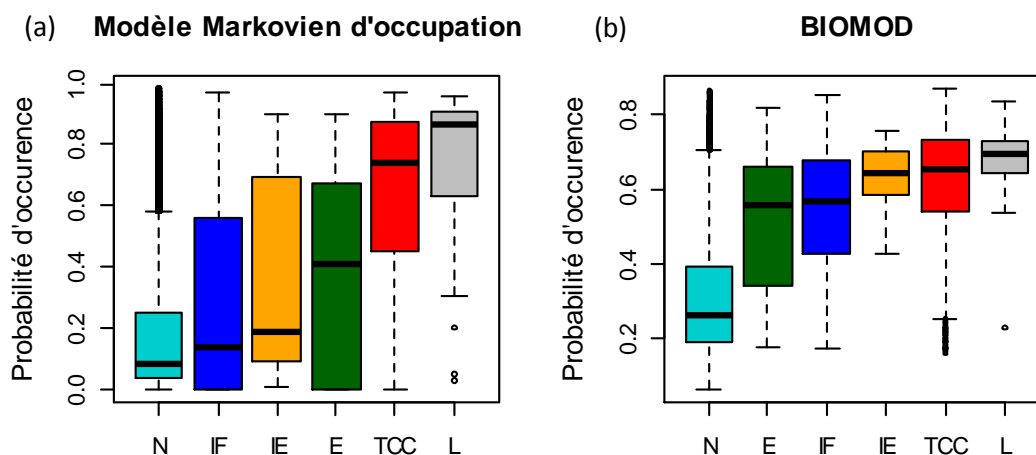 (a) Modèle Markovien d'occupation
Probabilité d'occurence
1.0
0.8
0.6
0.4
0.2
0.0
N IF IE E TCC L
(b) BIOMOD
Probabilité d'occurence
0.8
0.6
0.4
0.2
N E IF IE TCC L